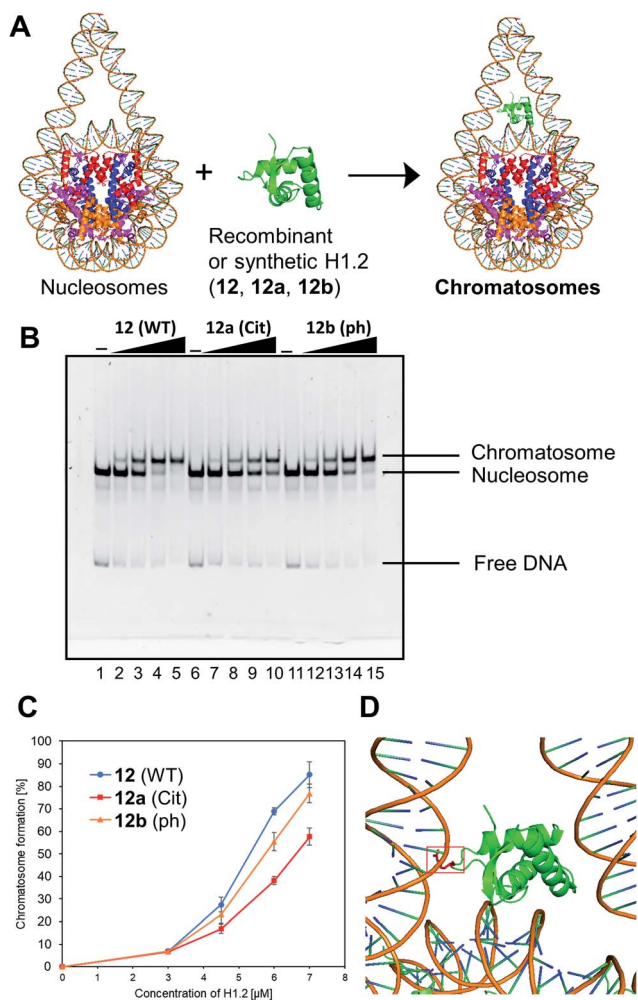 A
+
Nucleosomes
Recombinant
or synthetic H1.2
(12, 12a, 12b)
Chromatosomes
B
12 (WT) 12a (Cit) 12b (ph)
– – –
Chromatosome
Nucleosome
Free DNA
1 2 3 4 5 6 7 8 9 10 11 12 13 14 15
C
Chromatosome formation [%]
100
90
80
70
60
50
40
30
20
10
0
12 (WT)
12a (Cit)
12b (ph)
0 1 2 3 4 5 6 7 8
Concentration of H1.2 [µM]
D